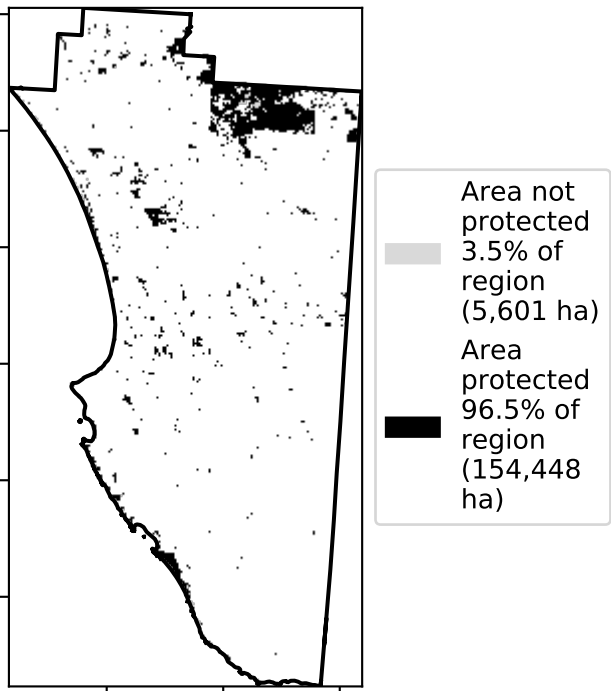 Area not
protected
3.5% of
region
(5,601 ha)
Area
protected
96.5% of
region
(154,448
ha)